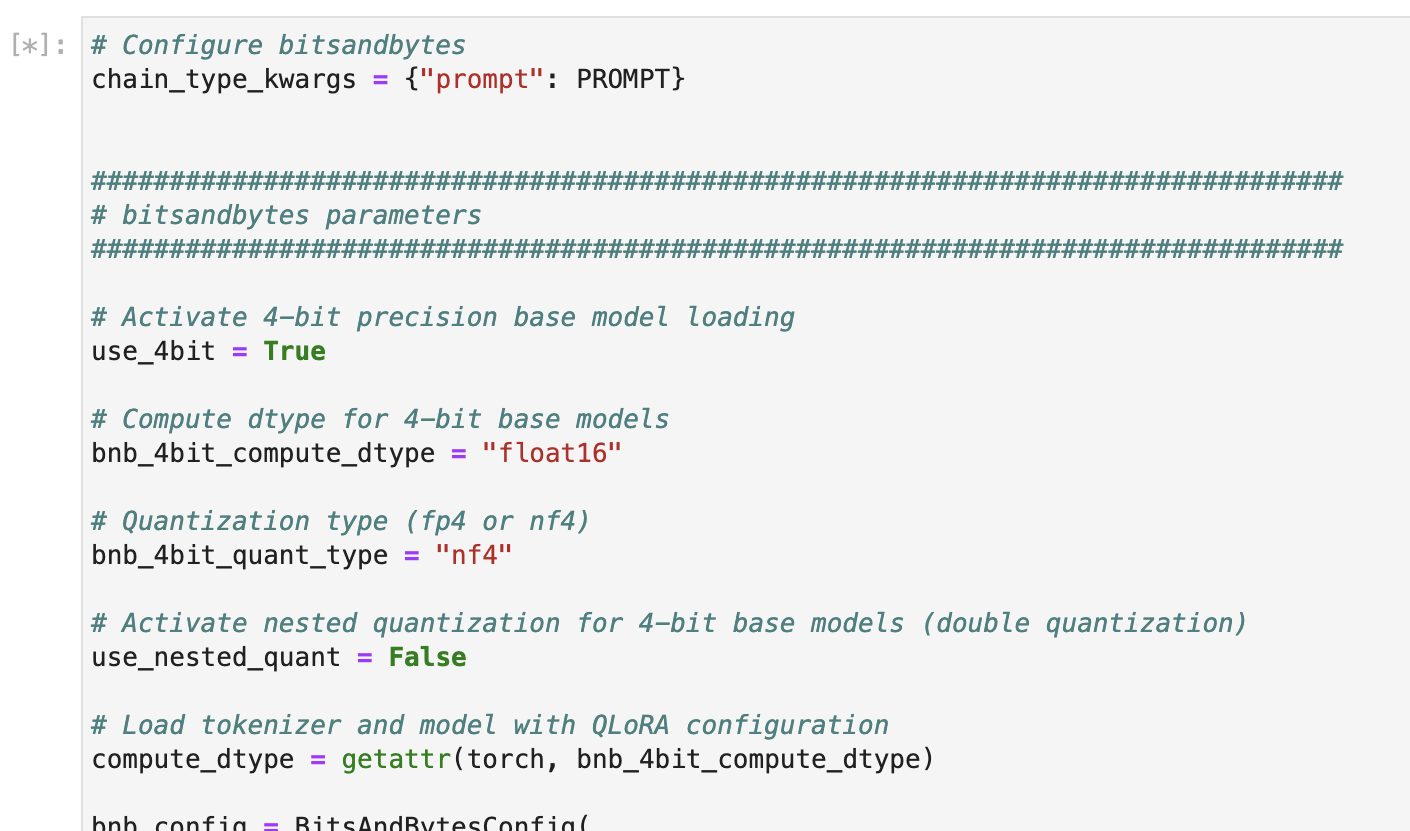 [*]:
# Configure bitsandbytes
chain_type_kwargs = {"prompt": PROMPT}
################################################################################
# bitsandbytes parameters
################################################################################
# Activate 4-bit precision base model loading
use_4bit = True
# Compute dtype for 4-bit base models
bnb_4bit_compute_dtype = "float16"
# Quantization type (fp4 or nf4)
bnb_4bit_quant_type = "nf4"
# Activate nested quantization for 4-bit base models (double quantization)
use_nested_quant = False
# Load tokenizer and model with QLoRA configuration
compute_dtype = getattr(torch, bnb_4bit_compute_dtype)
bnb_config = BitsAndBytesConfig(